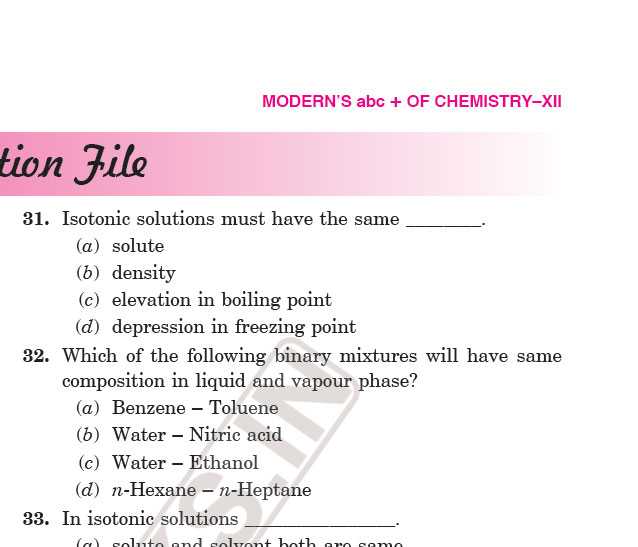 MODERN'S abc + OF CHEMISTRY–XII
tion File
31. Isotonic solutions must have the same ________.
(a) solute
(b) density
(c) elevation in boiling point
(d) depression in freezing point
32. Which of the following binary mixtures will have same
composition in liquid and vapour phase?
(a) Benzene – Toluene
(b) Water – Nitric acid
(c) Water – Ethanol
(d) n-Hexane – n-Heptane
33. In isotonic solutions ________________.
(a) solute and solvent both are same
S.IN